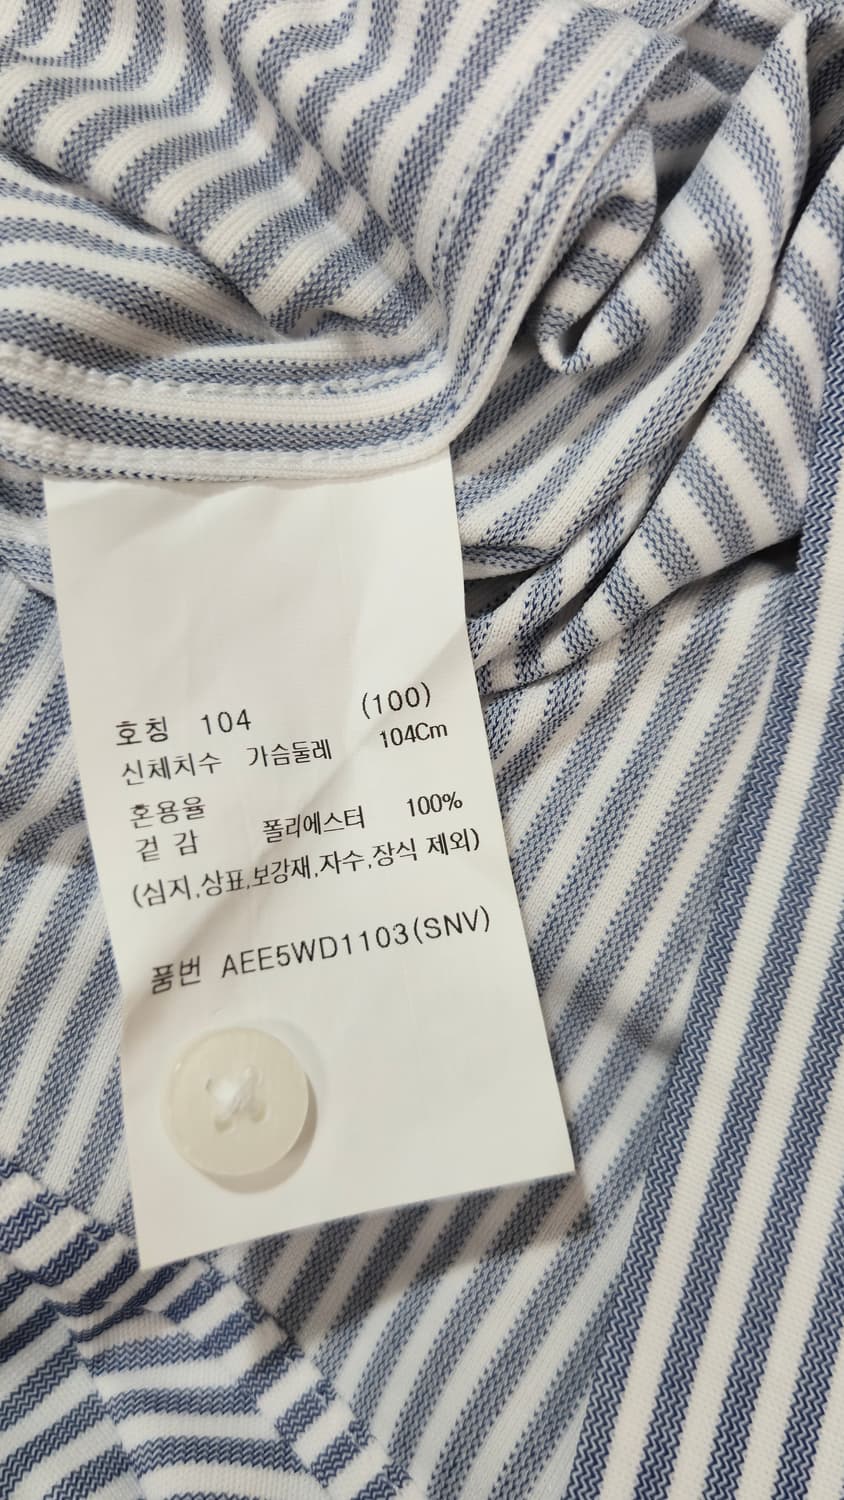 호칭 104 (100)
신체치수 가슴둘레 104Cm
혼용율
겉 감 폴리에스터 100%
(심지,상표,보강재,자수,장식 제외)
품번 AEE5WD1103(SNV)